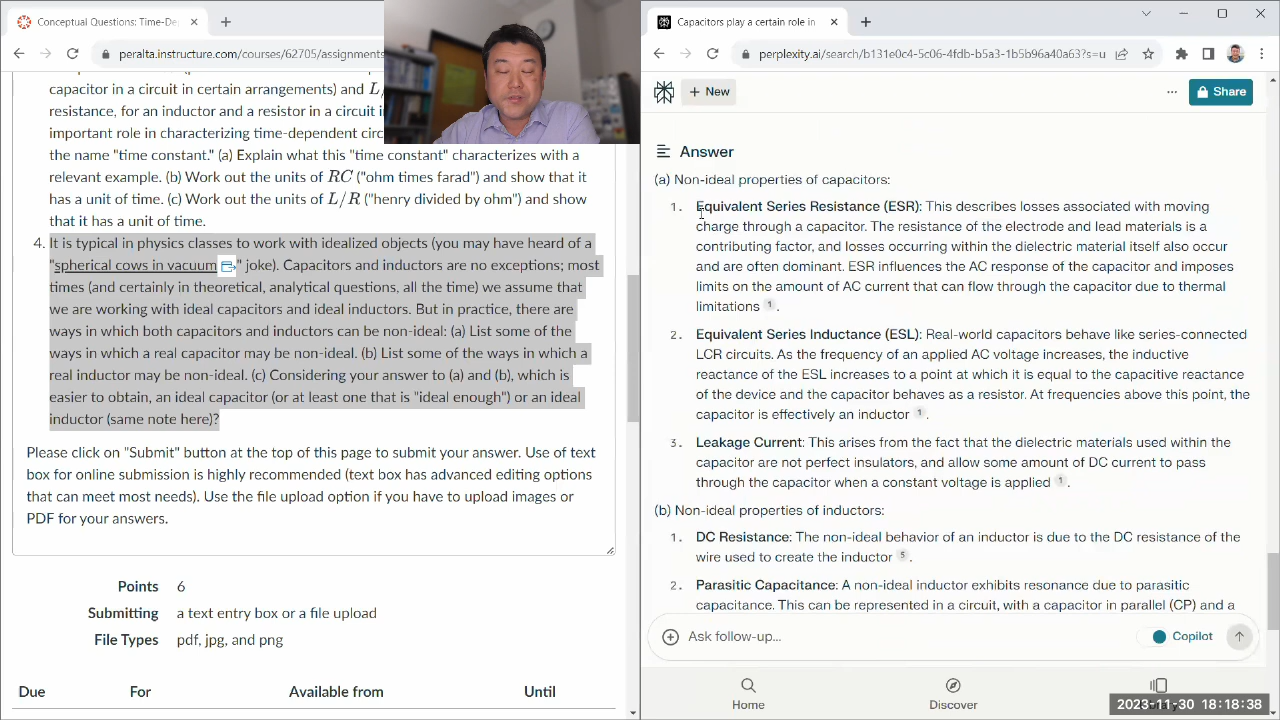 Conceptual Questions: Time-De
peralta.instructure.com/courses/62705/assignments
capacitor in a circuit in certain arrangements) and L/
resistance, for an inductor and a resistor in a circuit i
important role in characterizing time-dependent circ
the name "time constant." (a) Explain what this "time constant" characterizes with a
relevant example. (b) Work out the units of RC ("ohm times farad") and show that it
has a unit of time. (c) Work out the units of L/R ("henry divided by ohm") and show
that it has a unit of time.
4. It is typical in physics classes to work with idealized objects (you may have heard of a
"spherical cows in vacuum" joke). Capacitors and inductors are no exceptions; most
times (and certainly in theoretical, analytical questions, all the time) we assume that
we are working with ideal capacitors and ideal inductors. But in practice, there are
ways in which both capacitors and inductors can be non-ideal: (a) List some of the
ways in which a real capacitor may be non-ideal. (b) List some of the ways in which a
real inductor may be non-ideal. (c) Considering your answer to (a) and (b), which is
easier to obtain, an ideal capacitor (or at least one that is "ideal enough") or an ideal
inductor (same note here)?
Please click on "Submit" button at the top of this page to submit your answer. Use of text
box for online submission is highly recommended (text box has advanced editing options
that can meet most needs). Use the file upload option if you have to upload images or
PDF for your answers.
Points 6
Submitting a text entry box or a file upload
File Types pdf, jpg, and png
Due For Available from Until
Capacitors play a certain role in
perplexity.ai/search/b131e0c4-5c06-4fdb-b5a3-1b5b96a40a63?s=u
+ New
Share
Answer
(a) Non-ideal properties of capacitors:
1. Equivalent Series Resistance (ESR): This describes losses associated with moving
charge through a capacitor. The resistance of the electrode and lead materials is a
contributing factor, and losses occurring within the dielectric material itself also occur
and are often dominant. ESR influences the AC response of the capacitor and imposes
limits on the amount of AC current that can flow through the capacitor due to thermal
limitations 1 .
2. Equivalent Series Inductance (ESL): Real-world capacitors behave like series-connected
LCR circuits. As the frequency of an applied AC voltage increases, the inductive
reactance of the ESL increases to a point at which it is equal to the capacitive reactance
of the device and the capacitor behaves as a resistor. At frequencies above this point, the
capacitor is effectively an inductor 1 .
3. Leakage Current: This arises from the fact that the dielectric materials used within the
capacitor are not perfect insulators, and allow some amount of DC current to pass
through the capacitor when a constant voltage is applied 1 .
(b) Non-ideal properties of inductors:
1. DC Resistance: The non-ideal behavior of an inductor is due to the DC resistance of the
wire used to create the inductor 5 .
2. Parasitic Capacitance: A non-ideal inductor exhibits resonance due to parasitic
capacitance. This can be represented in a circuit, with a capacitor in parallel (CP) and a
Ask follow-up...
Copilot
Home
Discover
2023-11-30 18:18:38